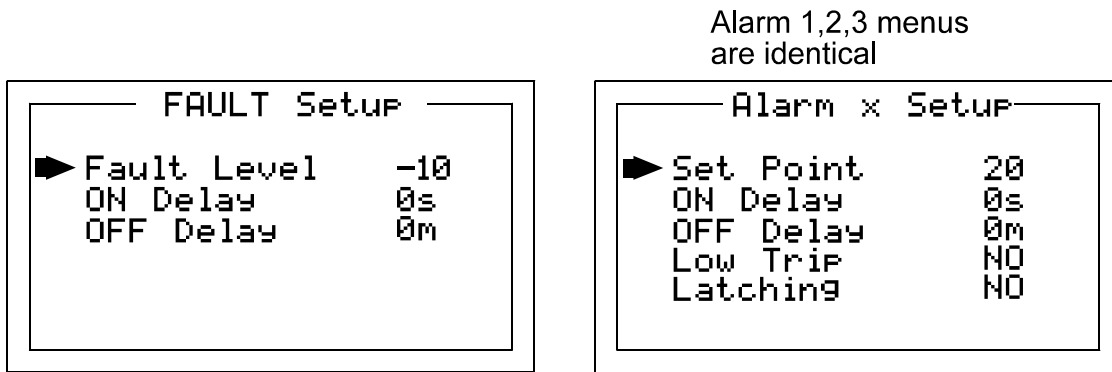 Alarm 1,2,3 menus
are identical
FAULT Setup
Fault Level -10
ON Delay 0s
OFF Delay 0m
Alarm x Setup
Set Point 20
ON Delay 0s
OFF Delay 0m
Low Trip NO
Latching NO